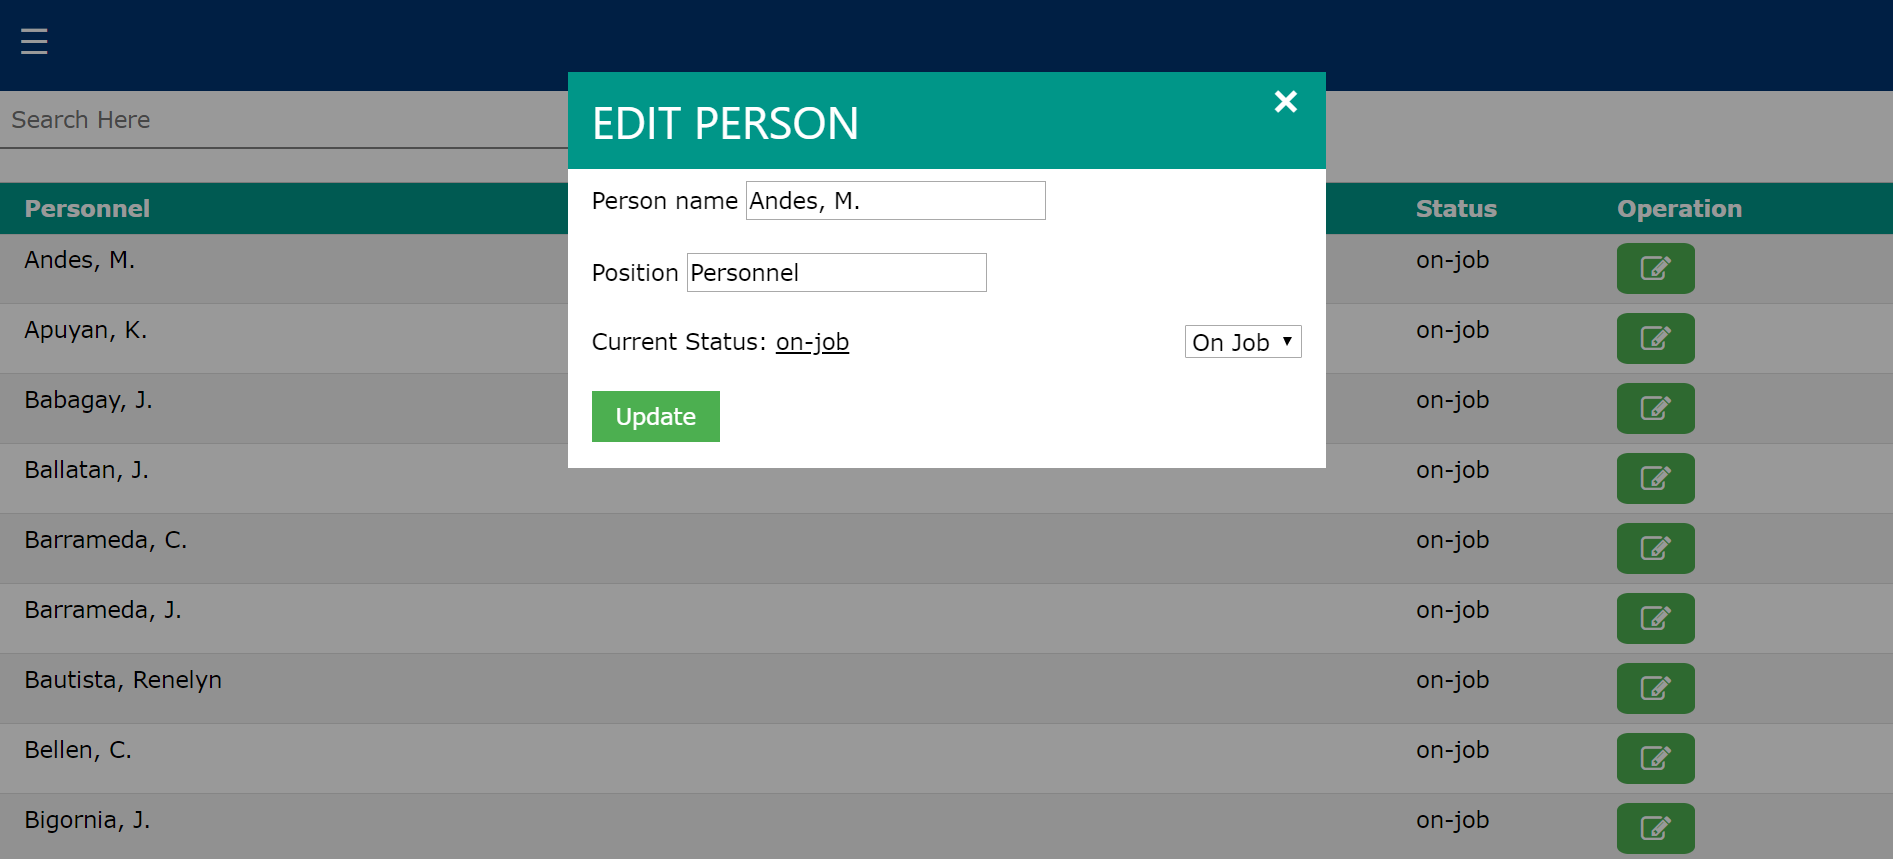 ☰
Search Here
EDIT PERSON ×
Person name Andes, M.
Position Personnel
Current Status: on-job On Job ▼
Update
Personnel Status Operation
Andes, M. on-job
Apuyan, K. on-job
Babagay, J. on-job
Ballatan, J. on-job
Barrameda, C. on-job
Barrameda, J. on-job
Bautista, Renelyn on-job
Bellen, C. on-job
Bigornia, J. on-job